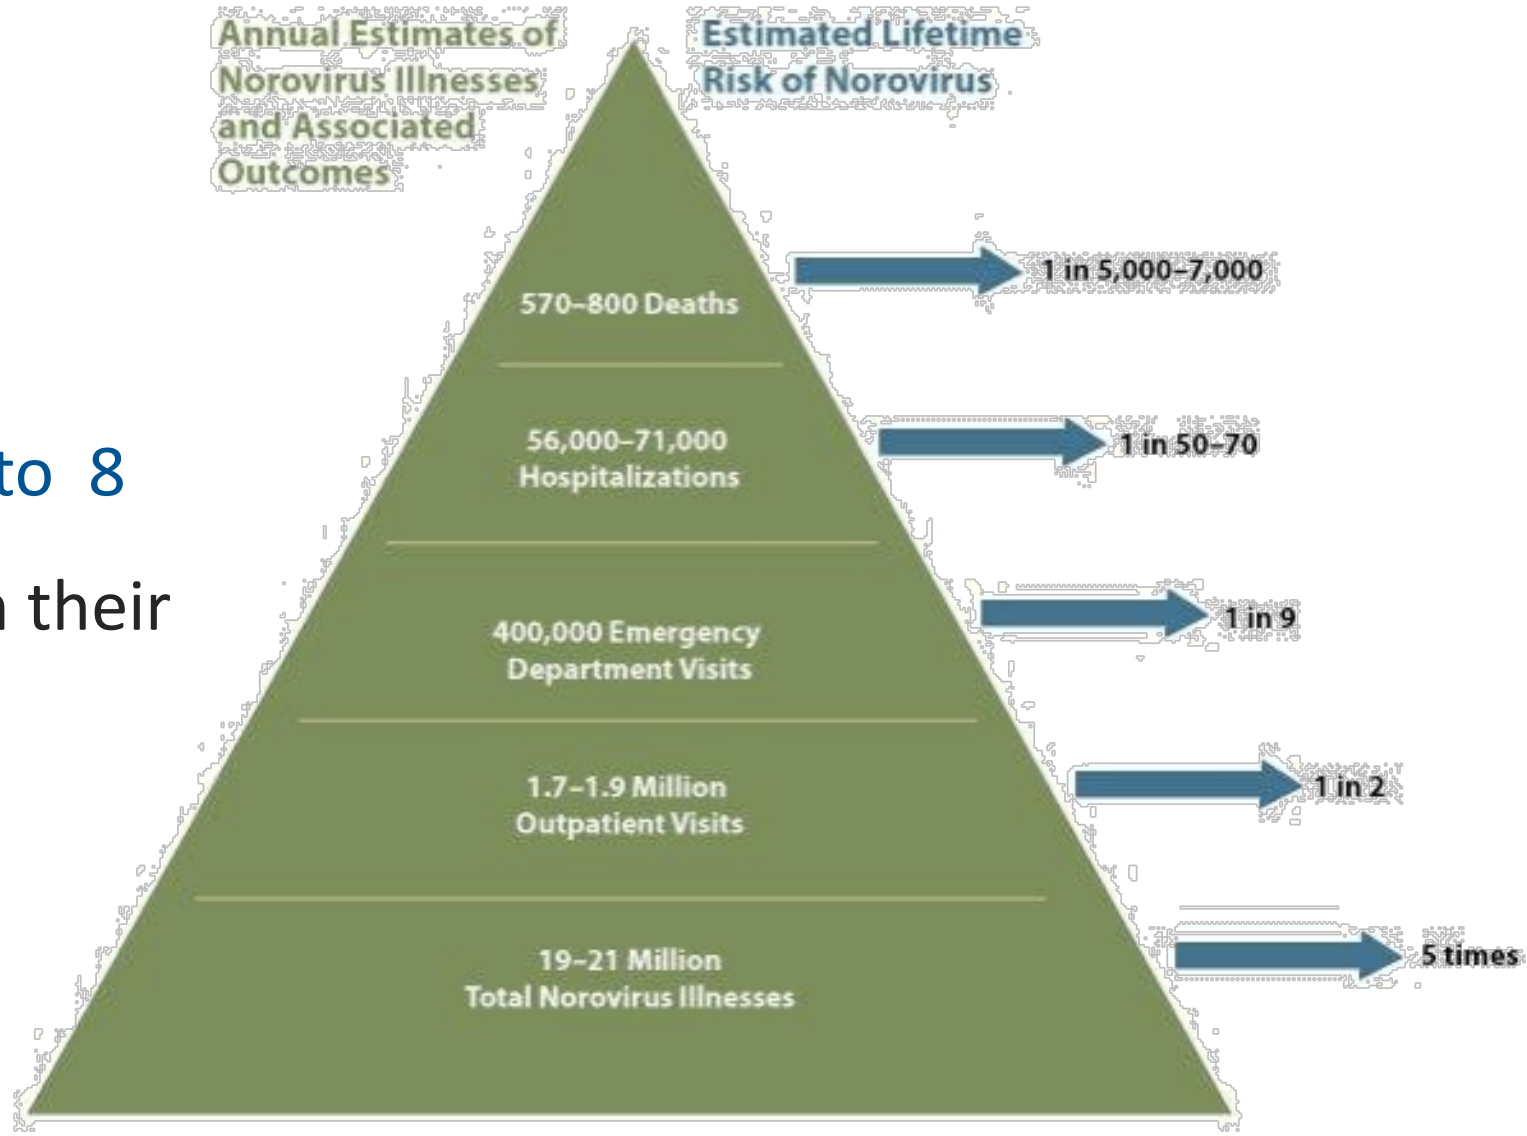 Annual Estimates of
Norovirus Illnesses
and Associated
Outcomes
Estimated Lifetime
Risk of Norovirus
570–800 Deaths
1 in 5,000–7,000
56,000–71,000
Hospitalizations
1 in 50–70
to 8
their
400,000 Emergency
Department Visits
1 in 9
1.7–1.9 Million
Outpatient Visits
1 in 2
19–21 Million
Total Norovirus Illnesses
5 times